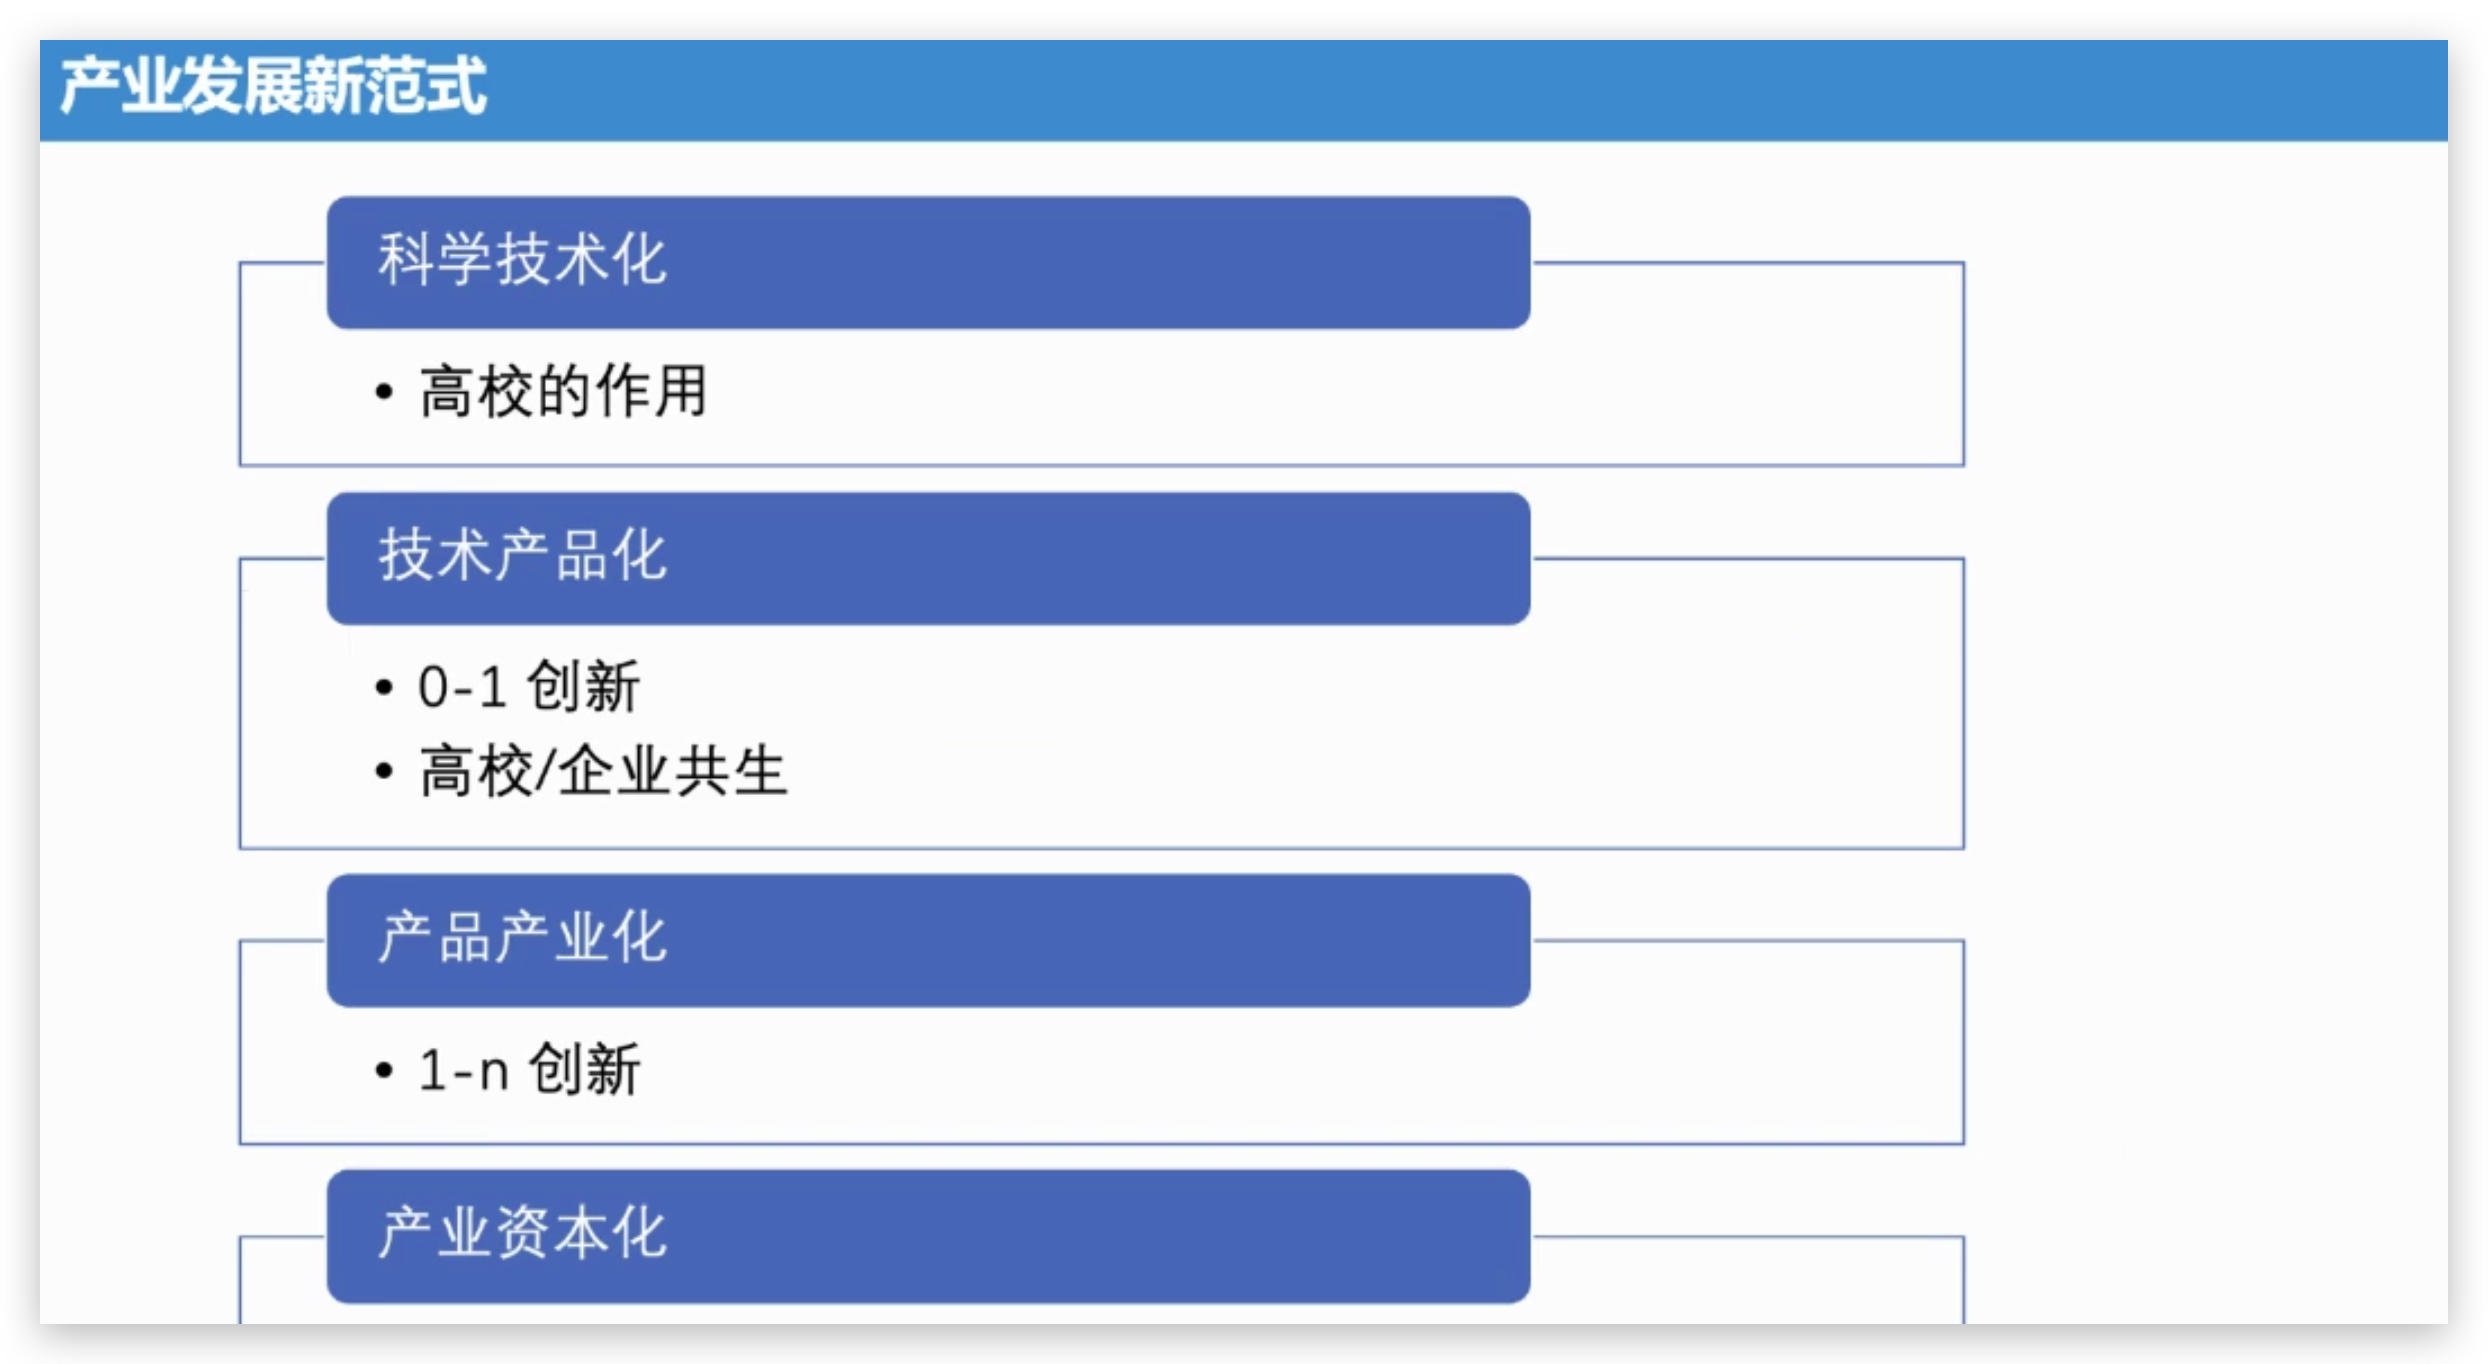 产业发展新范式
科学技术化
• 高校的作用
技术产品化
• 0-1 创新
• 高校/企业共生
产品产业化
• 1-n 创新
产业资本化